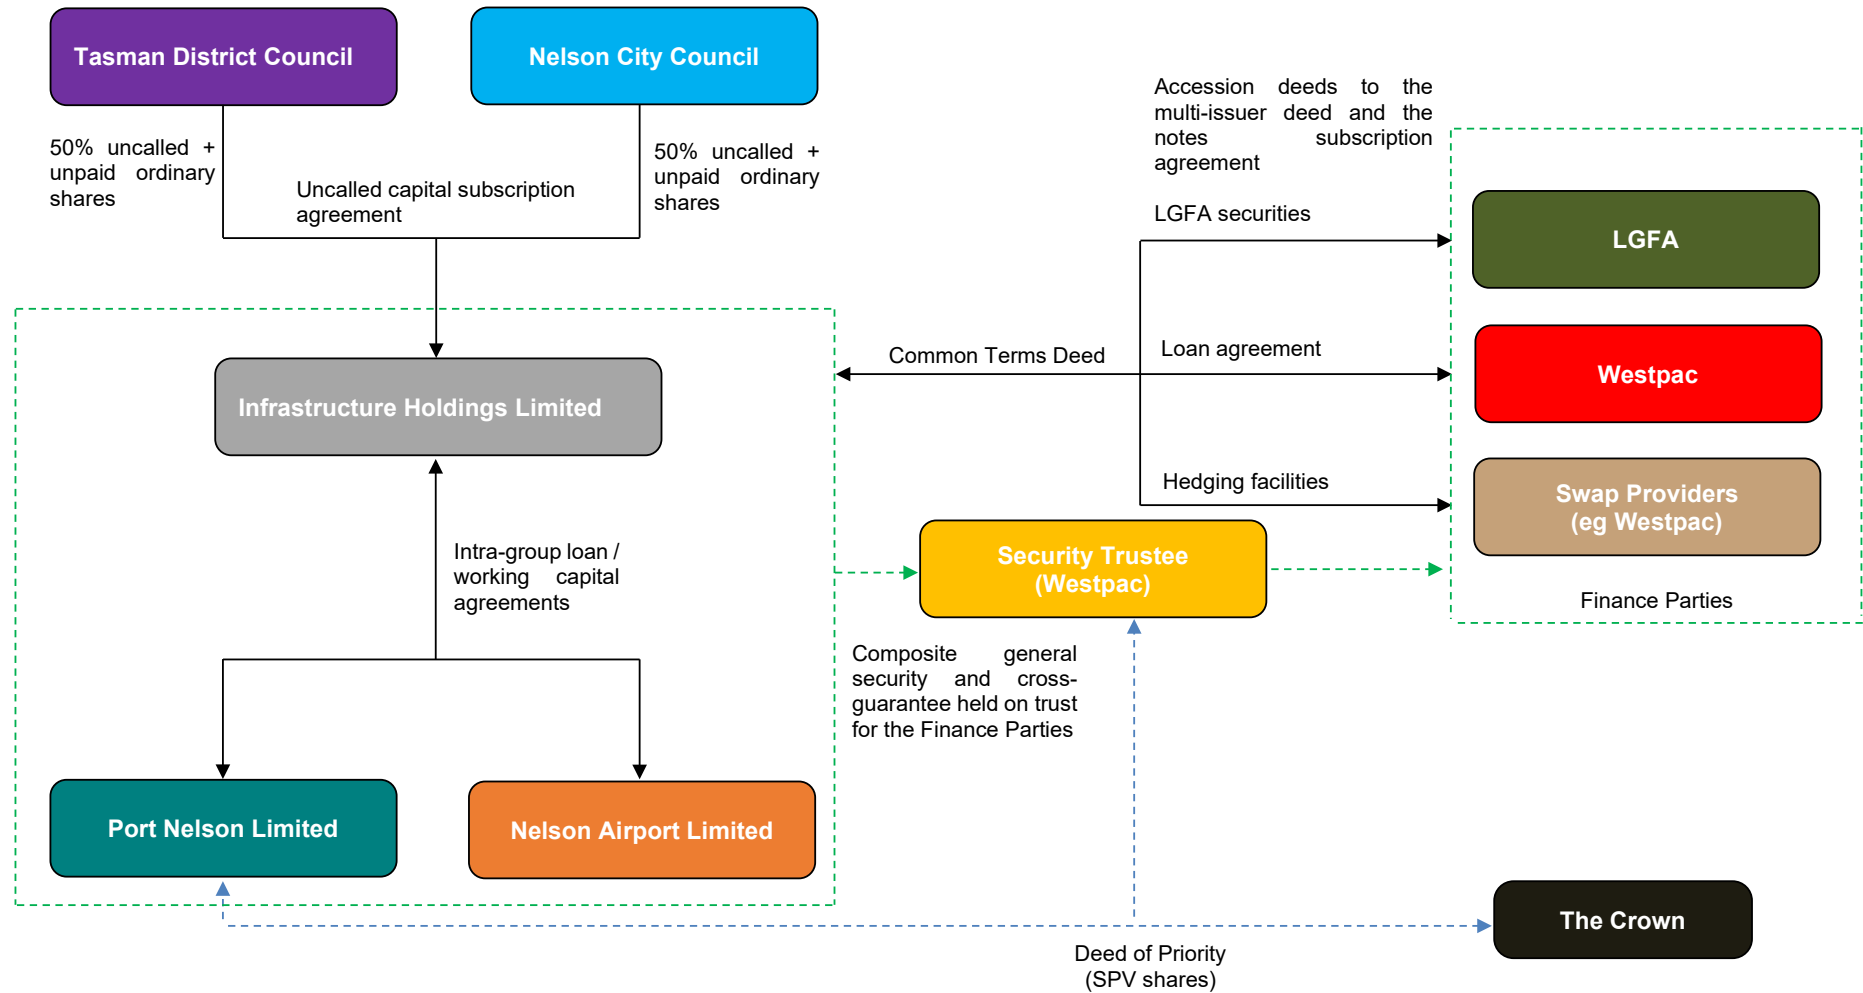 Tasman District Council
Nelson City Council
50% uncalled +
unpaid ordinary
shares
Uncalled capital subscription
agreement
50% uncalled +
unpaid ordinary
shares
Accession deeds to the
multi-issuer deed and the
notes subscription
agreement
LGFA securities
LGFA
Common Terms Deed
Loan agreement
Westpac
Infrastructure Holdings Limited
Hedging facilities
Swap Providers
(eg Westpac)
Finance Parties
Intra-group loan /
working capital
agreements
Security Trustee
(Westpac)
Composite general
security and cross-
guarantee held on trust
for the Finance Parties
Port Nelson Limited
Nelson Airport Limited
The Crown
Deed of Priority
(SPV shares)